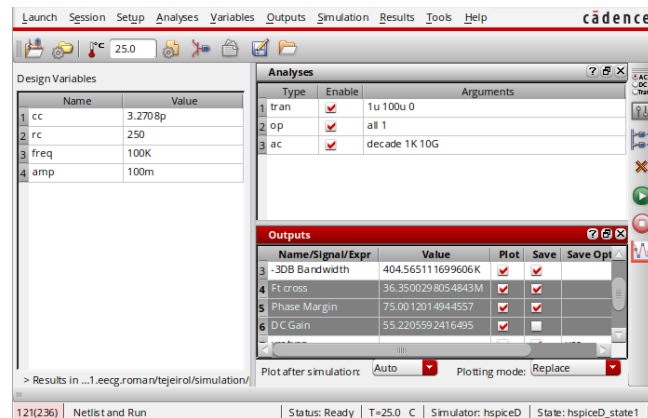 Launch Session Setup Analyses Variables Outputs Simulation Results Tools Help cādence
25.0
Design Variables
Name Value
1 cc 3.2708p
2 rc 250
3 freq 100K
4 amp 100m
> Results in ...1.eecg.roman/tejeirol/simulation/
Analyses
Type Enable Arguments
1 tran 1u 100u 0
2 op all 1
3 ac decade 1K 10G
AC
DC
Tran
Outputs
Name/Signal/Expr Value Plot Save Save Opt
3 -3DB Bandwidth 404.565111699606K
4 Ft cross 36.3500298054843M
5 Phase Margin 75.0012014944557
6 DC Gain 55.2205592416495
Plot after simulation: Auto Plotting mode: Replace
121(236) Netlist and Run Status: Ready T=25.0 C Simulator: hspiceD State: hspiceD_state1